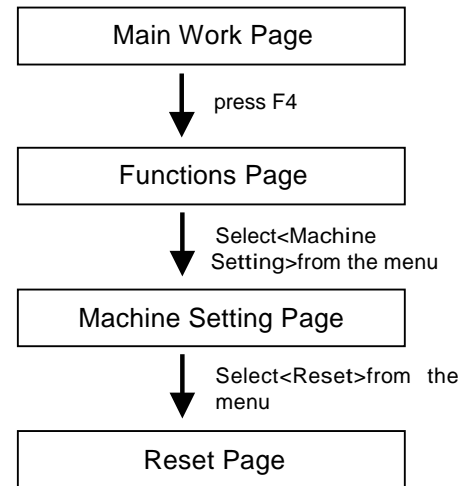 Main Work Page
press F4
Functions Page
Select<Machine
Setting>from the menu
Machine Setting Page
Select<Reset>from the
menu
Reset Page